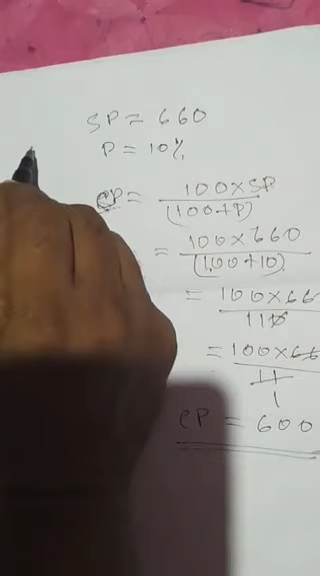 SP = 660
P = 10%
CP = 100×SP / (100+P)
= 100×660 / (100+10)
= 100×66 / 110
= 100×66 / 11
1
CP = 600